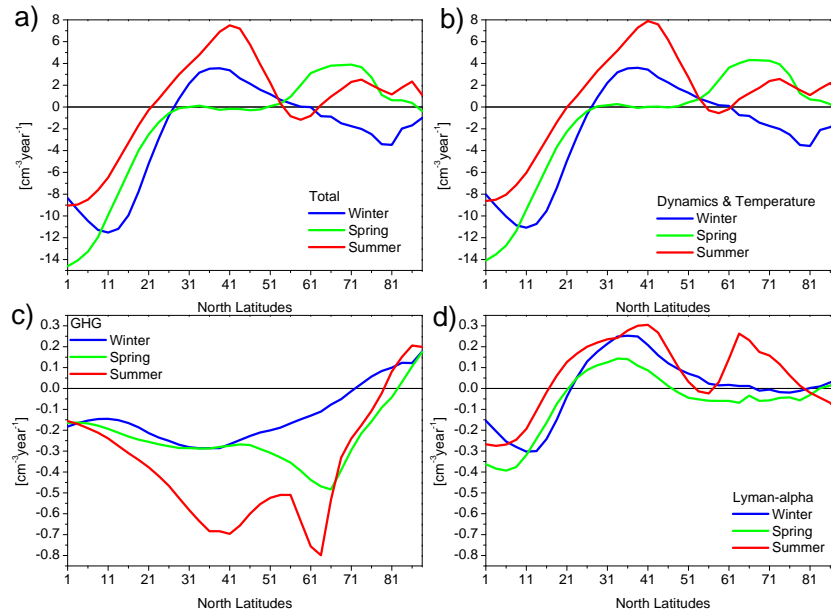 a)
8
6
4
2
0
-2
-4
-6
-8
-10
-12
-14
[cm-3year-1]
1 11 21 31 41 51 61 71 81
North Latitudes
Total
Winter
Spring
Summer
b)
8
6
4
2
0
-2
-4
-6
-8
-10
-12
-14
[cm-3year-1]
1 11 21 31 41 51 61 71 81
North Latitudes
Dynamics & Temperature
Winter
Spring
Summer
c)
0.3
0.2
0.1
0.0
-0.1
-0.2
-0.3
-0.4
-0.5
-0.6
-0.7
-0.8
[cm-3year-1]
1 11 21 31 41 51 61 71 81
North Latitudes
GHG
Winter
Spring
Summer
d)
0.3
0.2
0.1
0.0
-0.1
-0.2
-0.3
-0.4
-0.5
-0.6
-0.7
-0.8
[cm-3year-1]
1 11 21 31 41 51 61 71 81
North Latitudes
Lyman-alpha
Winter
Spring
Summer